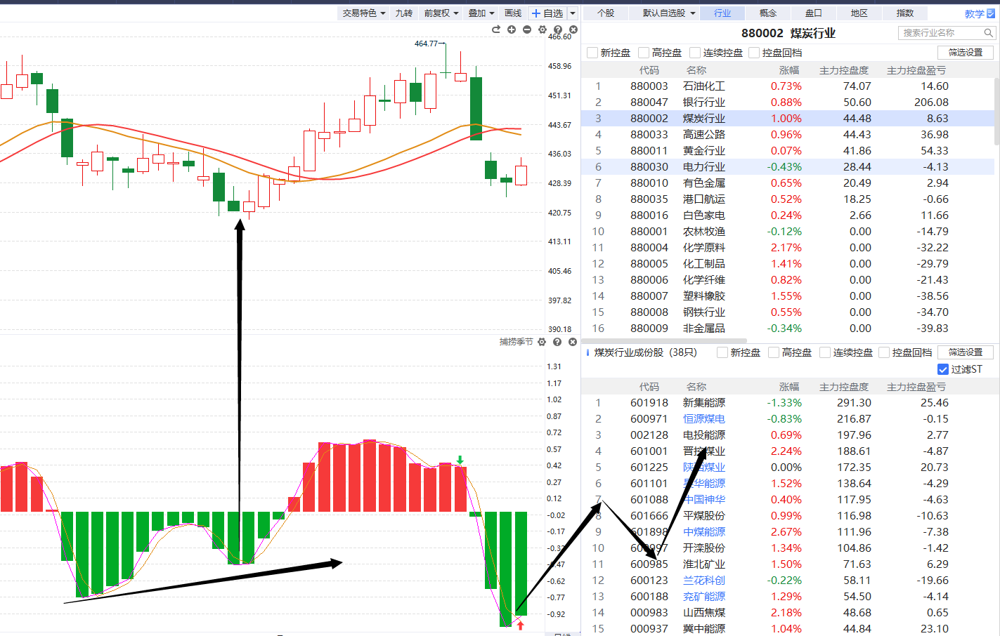 交易特色 九转 前复权 叠加 画线 自选 个股 默认自选股 行业 概念 盘口 地区 指数 教学
880002 煤炭行业 搜索行业名称
新控盘 高控盘 连续控盘 控盘回档 筛选设置
代码 名称 涨幅 主力控盘度 主力控盘盈亏
1 880003 石油化工 0.73% 74.07 14.60
2 880047 银行行业 0.88% 50.60 206.08
3 880002 煤炭行业 1.00% 44.48 8.63
4 880033 高速公路 0.96% 44.43 36.98
5 880011 黄金行业 0.07% 41.86 54.33
6 880030 电力行业 -0.43% 28.44 -4.13
7 880010 有色金属 0.65% 20.49 2.94
8 880035 港口航运 0.52% 18.25 -0.66
9 880016 白色家电 0.24% 2.66 11.66
10 880001 农林牧渔 -0.12% 0.00 -14.79
11 880004 化学原料 2.17% 0.00 -32.22
12 880005 化工制品 1.41% 0.00 -29.79
13 880006 化学纤维 0.82% 0.00 -21.43
14 880007 塑料橡胶 1.55% 0.00 -38.56
15 880008 钢铁行业 0.55% 0.00 -34.70
16 880009 非金属品 -0.34% 0.00 -39.83
煤炭行业成份股 (38只) 新控盘 高控盘 连续控盘 控盘回档 筛选设置
过滤ST
代码 名称 涨幅 主力控盘度 主力控盘盈亏
1 601918 新集能源 -1.33% 291.30 25.46
2 600971 恒源煤电 -0.83% 216.87 -0.15
3 002128 电投能源 0.69% 197.96 2.77
4 601001 晋控煤业 2.24% 188.61 -4.87
5 601225 陕西煤业 0.00% 172.35 20.73
6 601101 昊华能源 1.52% 138.64 -4.29
7 601088 中国神华 0.40% 117.95 -4.63
8 601666 平煤股份 0.99% 116.98 -10.63
9 601898 中煤能源 2.67% 111.96 -7.38
10 600997 开滦股份 1.34% 104.86 -1.42
11 600985 淮北矿业 1.50% 71.63 6.29
12 600123 兰花科创 -0.22% 58.11 -19.66
13 600188 兖矿能源 1.29% 54.50 -4.14
14 000983 山西焦煤 2.18% 48.68 0.65
15 000937 冀中能源 1.04% 44.84 23.10
464.77
466.60
458.96
451.31
443.67
436.03
428.39
420.75
413.11
405.46
397.82
390.18
捕捞季节
1.31
1.17
1.02
0.87
0.72
0.57
0.42
0.27
0.12
-0.02
-0.17
-0.47
-0.62
-0.77
-0.92